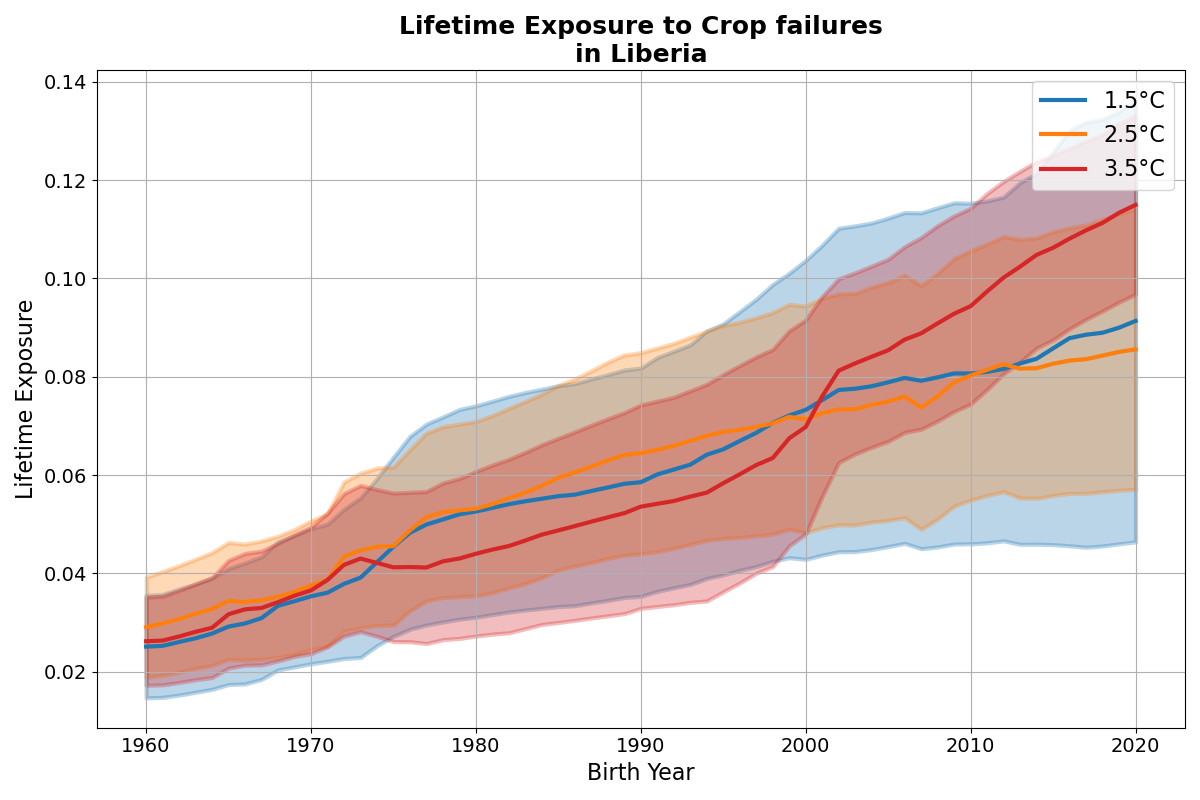 Lifetime Exposure to Crop failures
in Liberia
0.14
0.12
0.10
0.08
0.06
0.04
0.02
Lifetime Exposure
1.5°C
2.5°C
3.5°C
1960 1970 1980 1990 2000 2010 2020
Birth Year